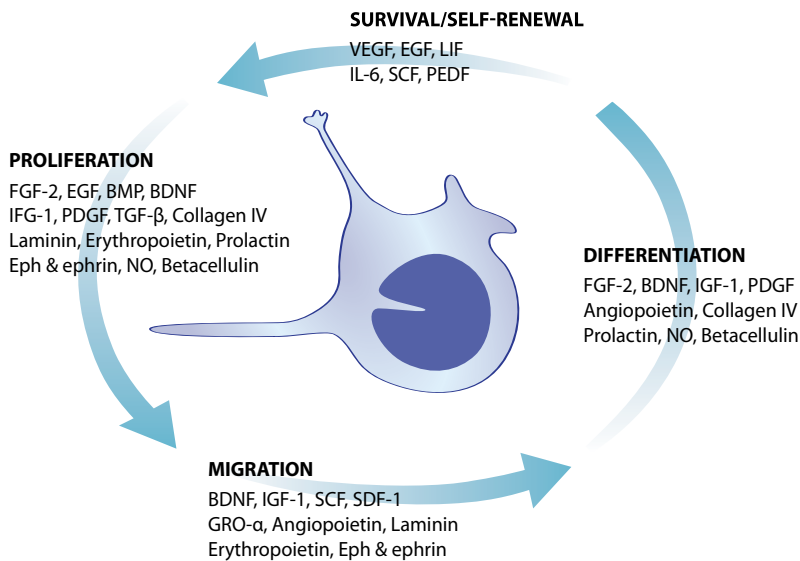 SURVIVAL/SELF-RENEWAL
VEGF, EGF, LIF
IL-6, SCF, PEDF
PROLIFERATION
FGF-2, EGF, BMP, BDNF
IFG-1, PDGF, TGF-β, Collagen IV
Laminin, Erythropoietin, Prolactin
Eph & ephrin, NO, Betacellulin
DIFFERENTIATION
FGF-2, BDNF, IGF-1, PDGF
Angiopoietin, Collagen IV
Prolactin, NO, Betacellulin
MIGRATION
BDNF, IGF-1, SCF, SDF-1
GRO-α, Angiopoietin, Laminin
Erythropoietin, Eph & ephrin